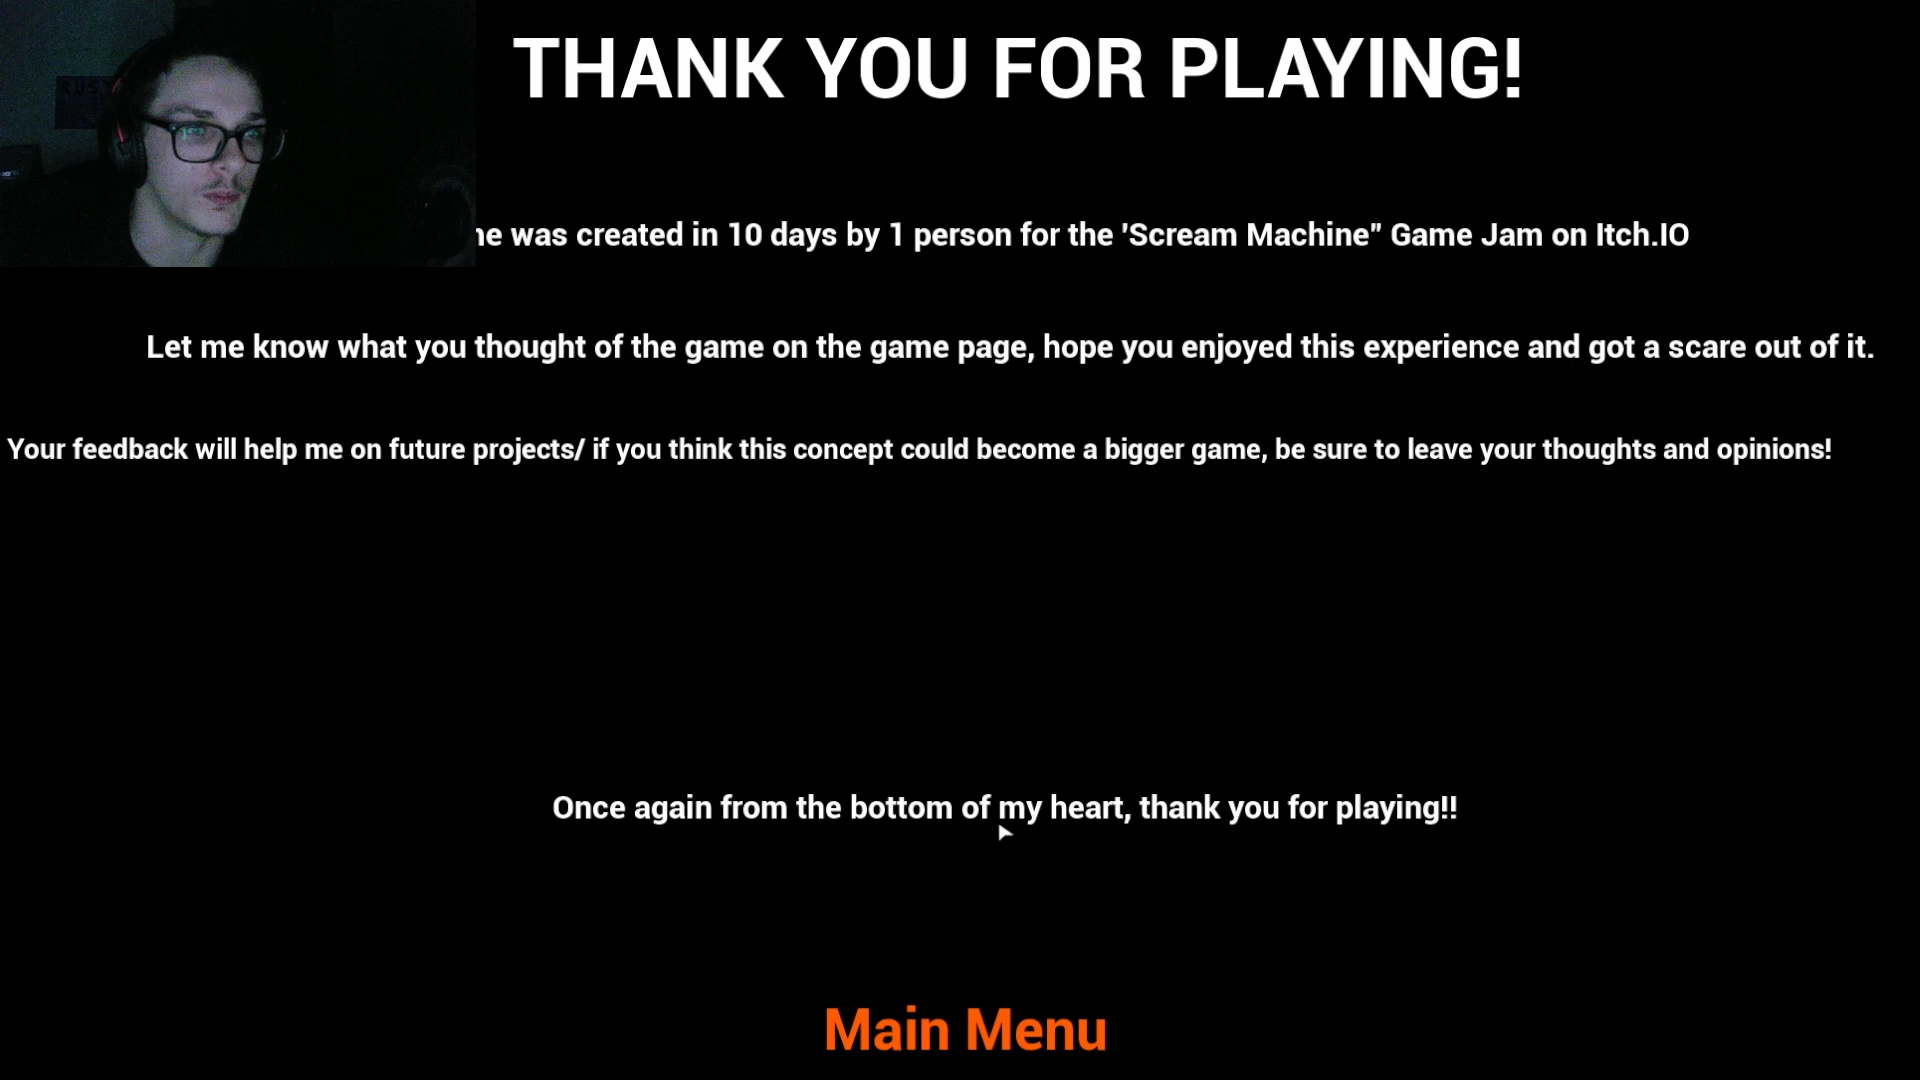 THANK YOU FOR PLAYING!
was created in 10 days by 1 person for the 'Scream Machine" Game Jam on Itch.IO
Let me know what you thought of the game on the game page, hope you enjoyed this experience and got a scare out of it.
Your feedback will help me on future projects/ if you think this concept could become a bigger game, be sure to leave your thoughts and opinions!
Once again from the bottom of my heart, thank you for playing!!
Main Menu